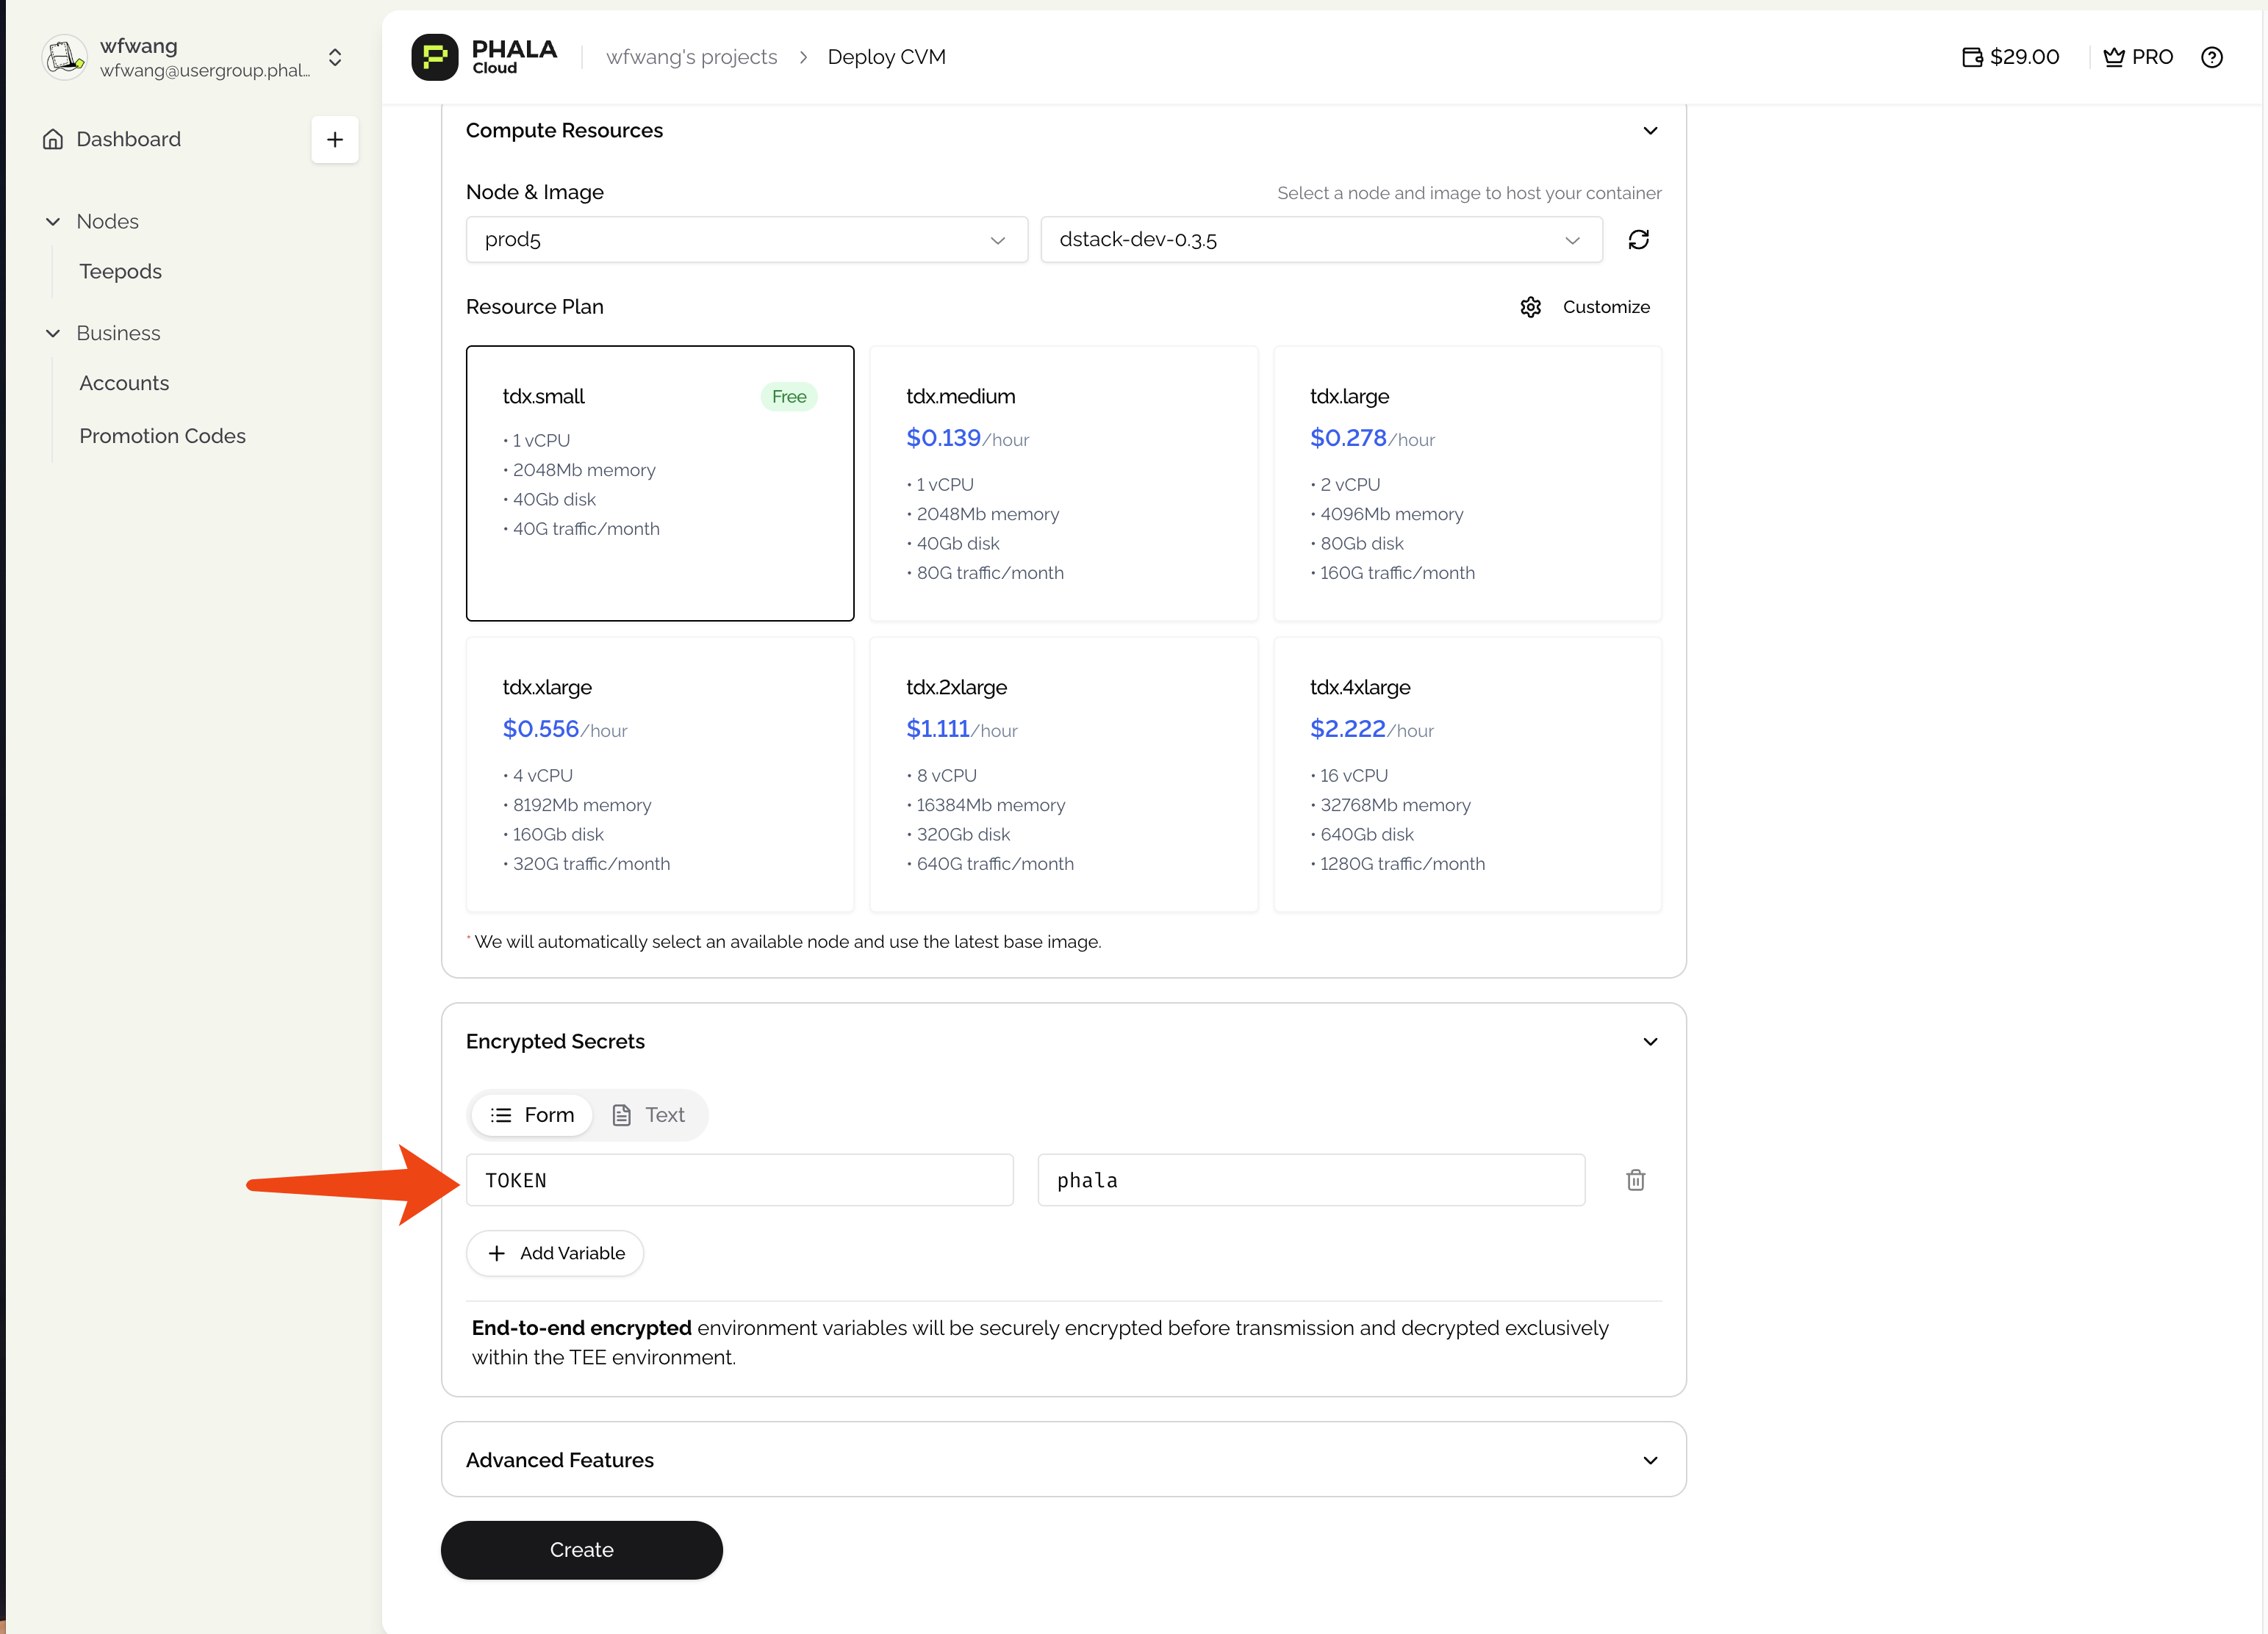 wfwang
wfwang@usergroup.phal...
Dashboard
Nodes
Teepods
Business
Accounts
Promotion Codes
PHALA
Cloud
wfwang's projects > Deploy CVM
$29.00
PRO
Compute Resources
Node & Image
Select a node and image to host your container
prod5
dstack-dev-0.3.5
Resource Plan
Customize
tdx.small
Free
• 1 vCPU
• 2048Mb memory
• 40Gb disk
• 40G traffic/month
tdx.medium
$0.139/hour
• 1 vCPU
• 2048Mb memory
• 40Gb disk
• 80G traffic/month
tdx.large
$0.278/hour
• 2 vCPU
• 4096Mb memory
• 80Gb disk
• 160G traffic/month
tdx.xlarge
$0.556/hour
• 4 vCPU
• 8192Mb memory
• 160Gb disk
• 320G traffic/month
tdx.2xlarge
$1.111/hour
• 8 vCPU
• 16384Mb memory
• 320Gb disk
• 640G traffic/month
tdx.4xlarge
$2.222/hour
• 16 vCPU
• 32768Mb memory
• 640Gb disk
• 1280G traffic/month
* We will automatically select an available node and use the latest base image.
Encrypted Secrets
Form
Text
TOKEN
phala
+ Add Variable
End-to-end encrypted environment variables will be securely encrypted before transmission and decrypted exclusively
within the TEE environment.
Advanced Features
Create